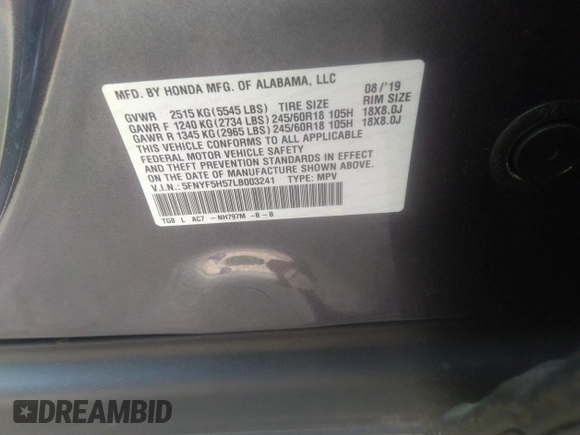 MFD. BY HONDA MFG. OF ALABAMA, LLC 08/'19
GVWR 2515 KG (5545 LBS) TIRE SIZE RIM SIZE
GAWR F 1240 KG (2734 LBS) 245/60R18 105H 18X8.0J
GAWR R 1345 KG (2965 LBS) 245/60R18 105H 18X8.0J
THIS VEHICLE CONFORMS TO ALL APPLICABLE
FEDERAL MOTOR VEHICLE SAFETY
AND THEFT PREVENTION STANDARDS IN EFFECT
ON THE DATE OF MANUFACTURE SHOWN ABOVE.
V.I.N.: 5FNYF5H57LB003241 TYPE: MPV
TGB L AC7 -NH797M -B -B
DREAMBID